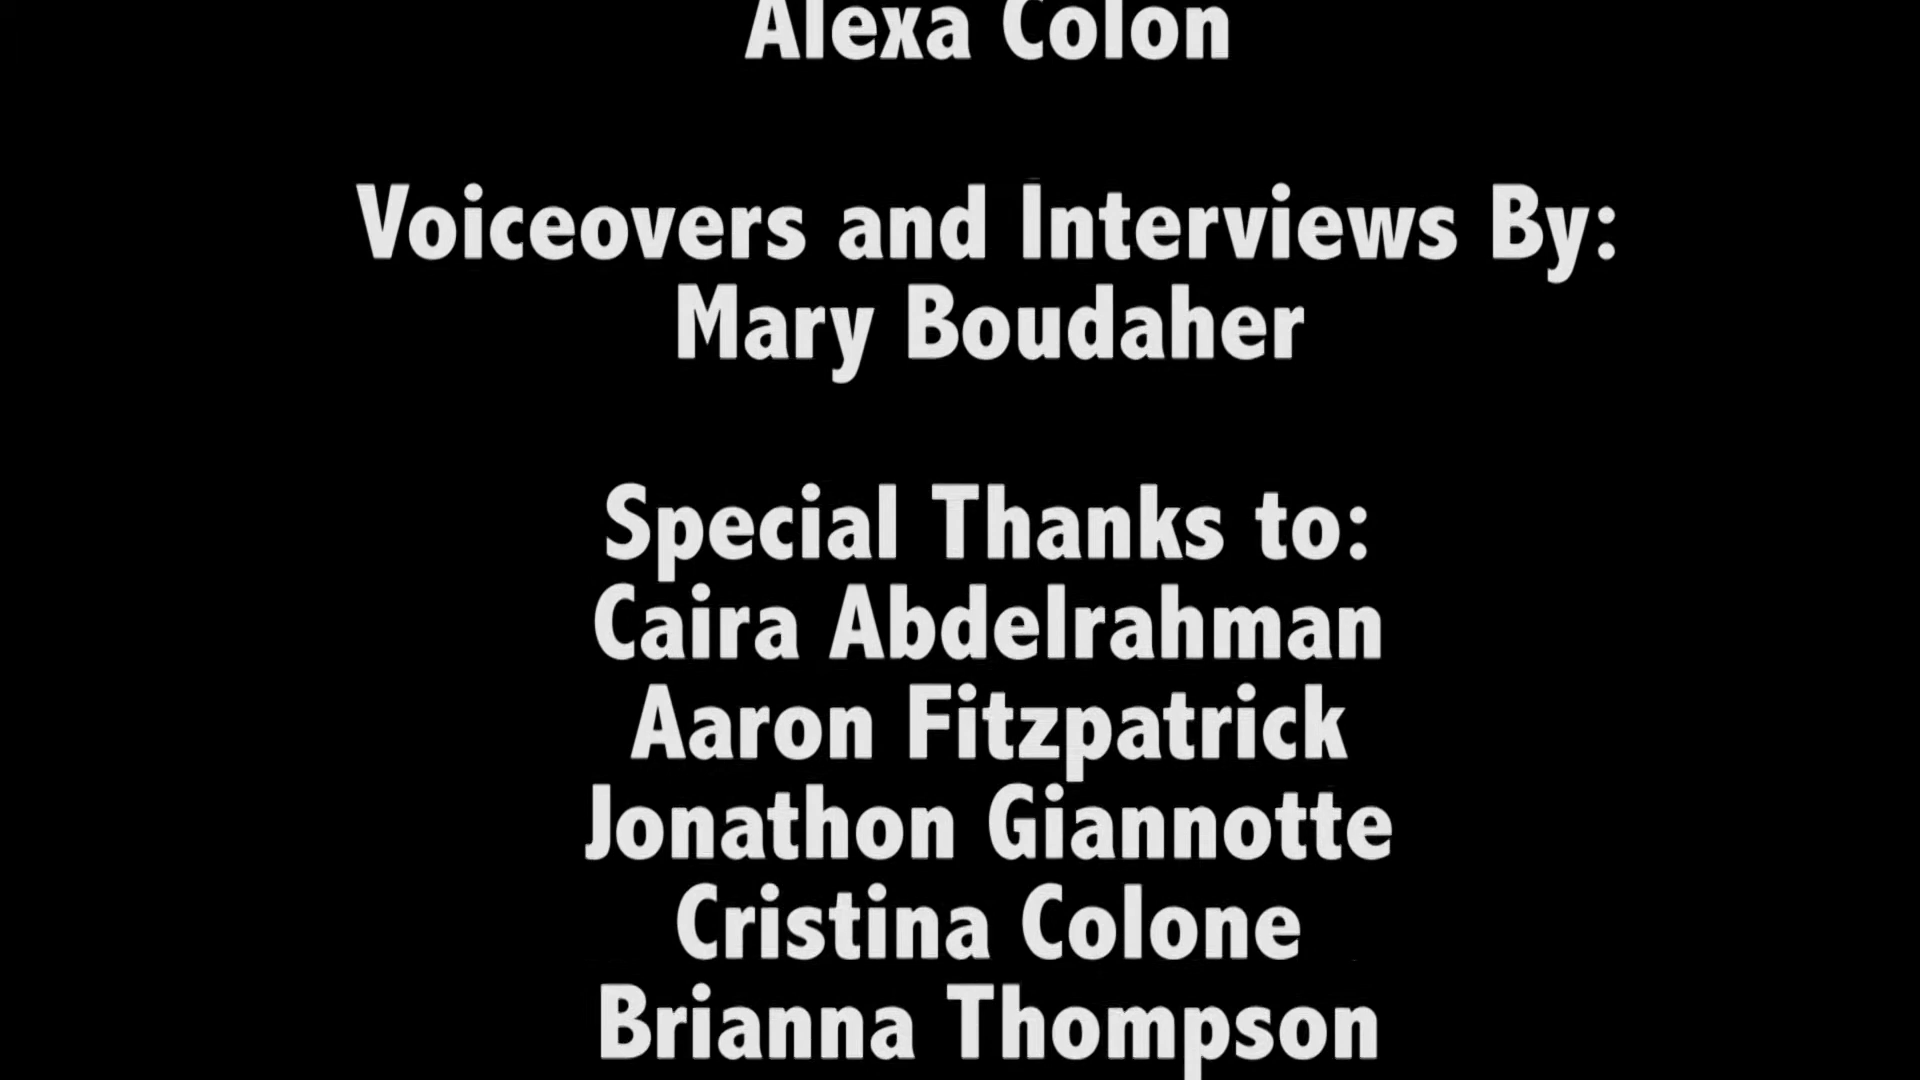 Alexa Colon
Voiceovers and Interviews By:
Mary Boudaher
Special Thanks to:
Caira Abdelrahman
Aaron Fitzpatrick
Jonathon Giannotte
Cristina Colone
Brianna Thompson